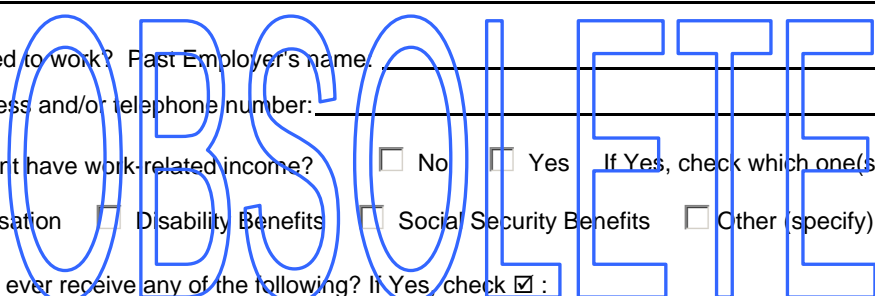 ed to work? Past Employer's name:
ess and/or telephone number:
nt have work-related income? No Yes If Yes, check which one(s
sation Disability Benefits Social Security Benefits Other (specify)
ever receive any of the following? If Yes, check ☑ :
OBSOLETE